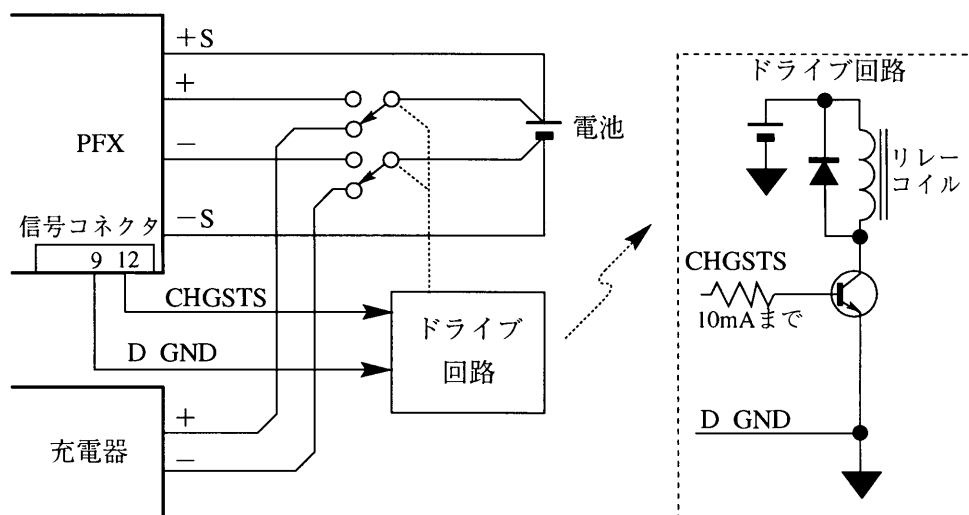 +S
+
PFX
−
−S
信号コネクタ
9 12
電池
CHGSTS
D GND
ドライブ
回路
+
−
充電器
ドライブ回路
リレー
コイル
CHGSTS
10mAまで
D GND